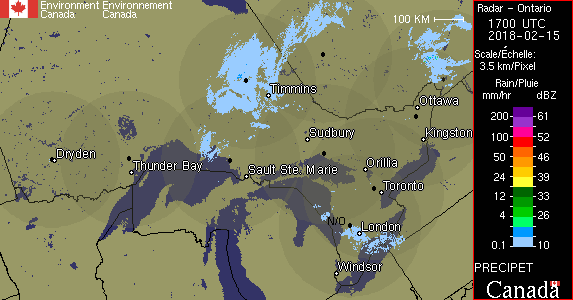 Environment Environnement
Canada Canada
100 KM
Timmins
Ottawa
Kingston
Sudbury
Dryden
Thunder Bay
Sault Ste. Marie
Orillia
Toronto
N/O
London
Windsor
Radar - Ontario
1700 UTC
2018-02-15
Scale/Échelle:
3.5 km/Pixel
Rain/Pluie
mm/hr dBZ
200 61
100 52
50 46
24 39
12 33
4 26
0.1 10
PRECIPET
Canada